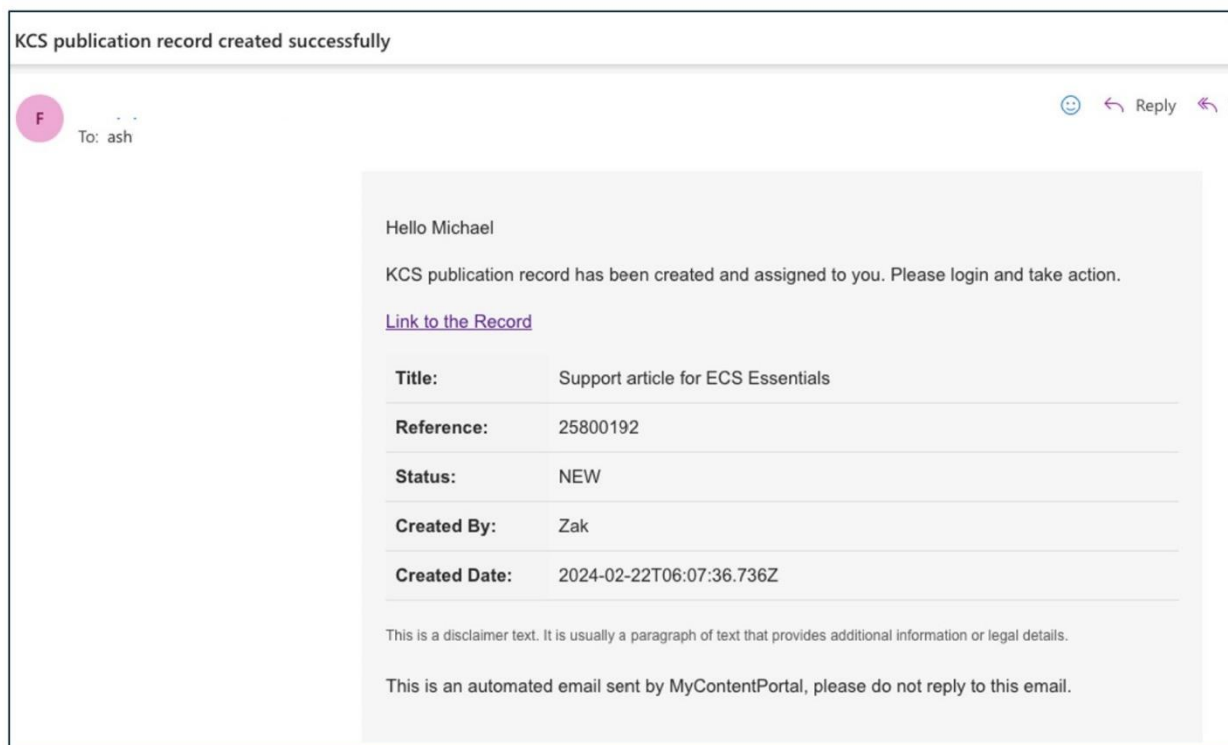 KCS publication record created successfully
F
Reply
To: ash
Hello Michael
KCS publication record has been created and assigned to you. Please login and take action.
Link to the Record
Title: Support article for ECS Essentials
Reference: 25800192
Status: NEW
Created By: Zak
Created Date: 2024-02-22T06:07:36.736Z
This is a disclaimer text. It is usually a paragraph of text that provides additional information or legal details.
This is an automated email sent by MyContentPortal, please do not reply to this email.